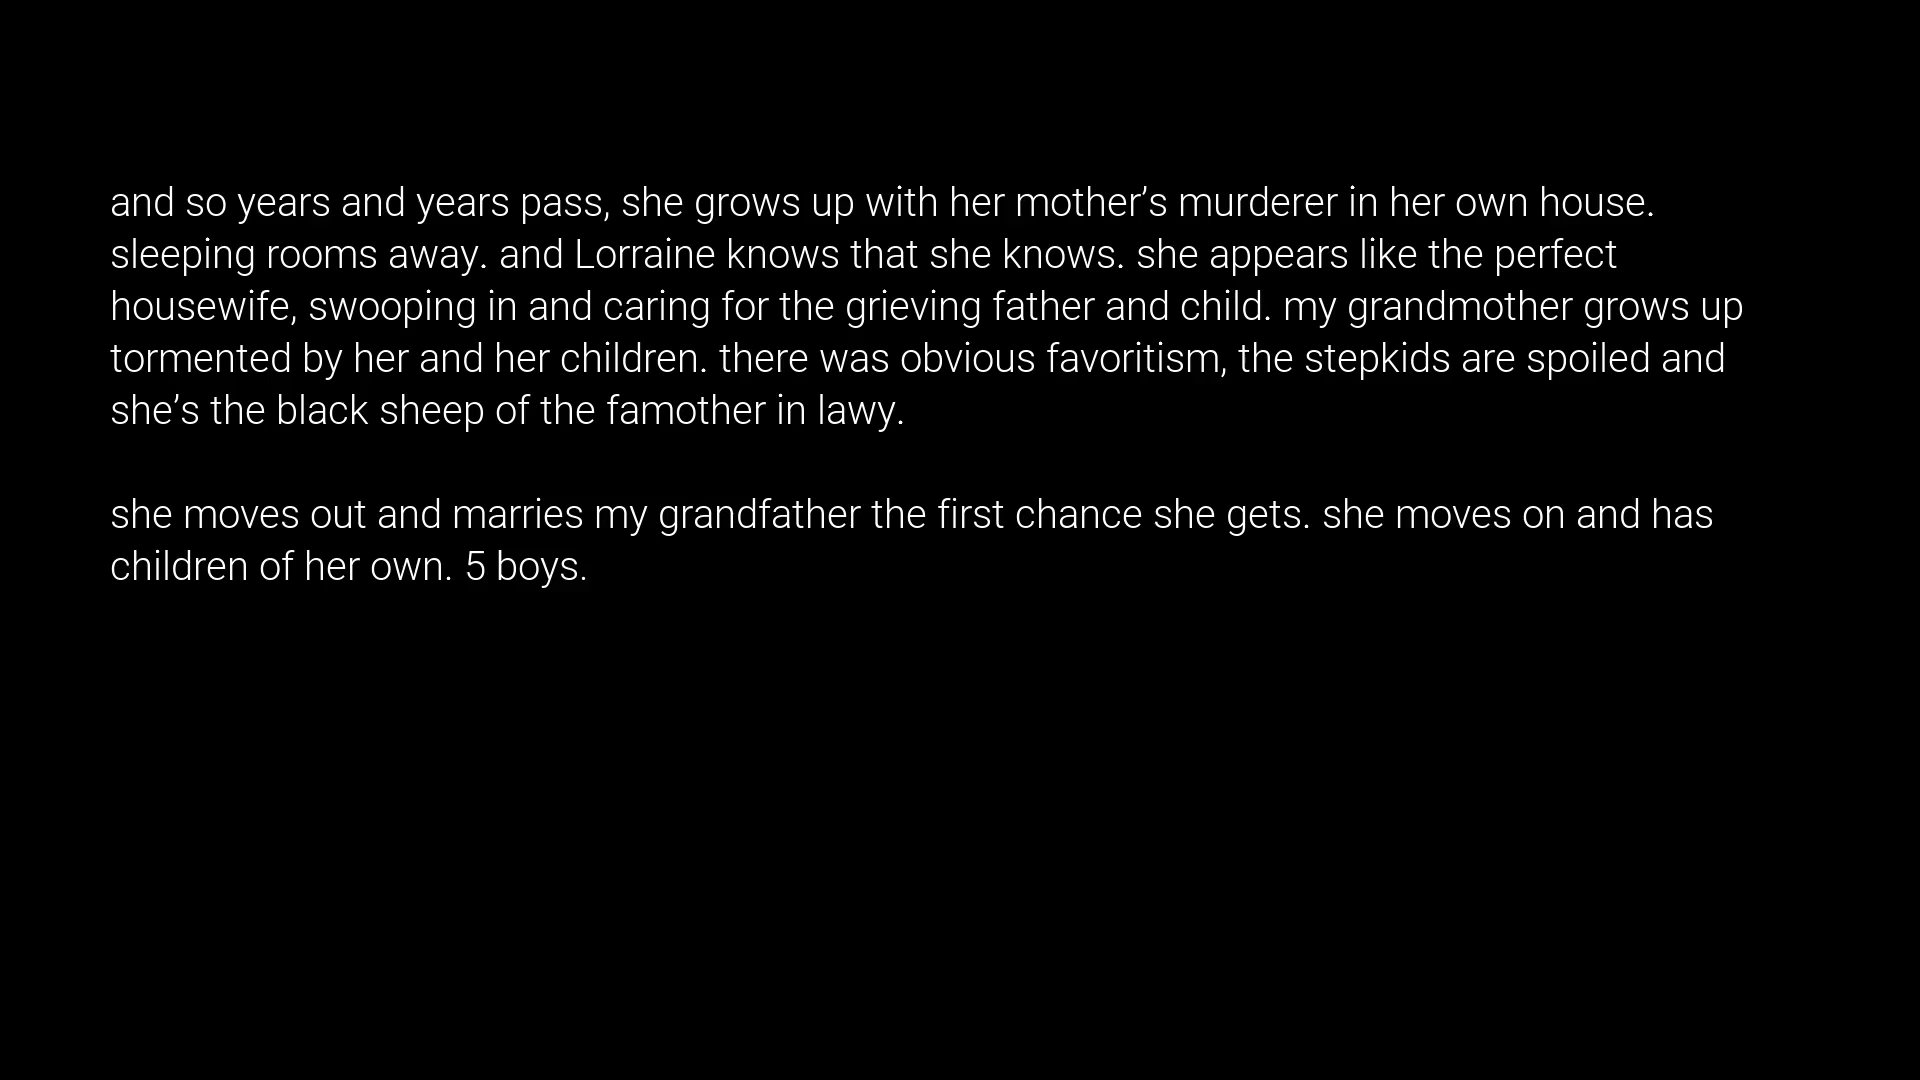 and so years and years pass, she grows up with her mother’s murderer in her own house.
sleeping rooms away. and Lorraine knows that she knows. she appears like the perfect
housewife, swooping in and caring for the grieving father and child. my grandmother grows up
tormented by her and her children. there was obvious favoritism, the stepkids are spoiled and
she’s the black sheep of the famother in lawy.
she moves out and marries my grandfather the first chance she gets. she moves on and has
children of her own. 5 boys.